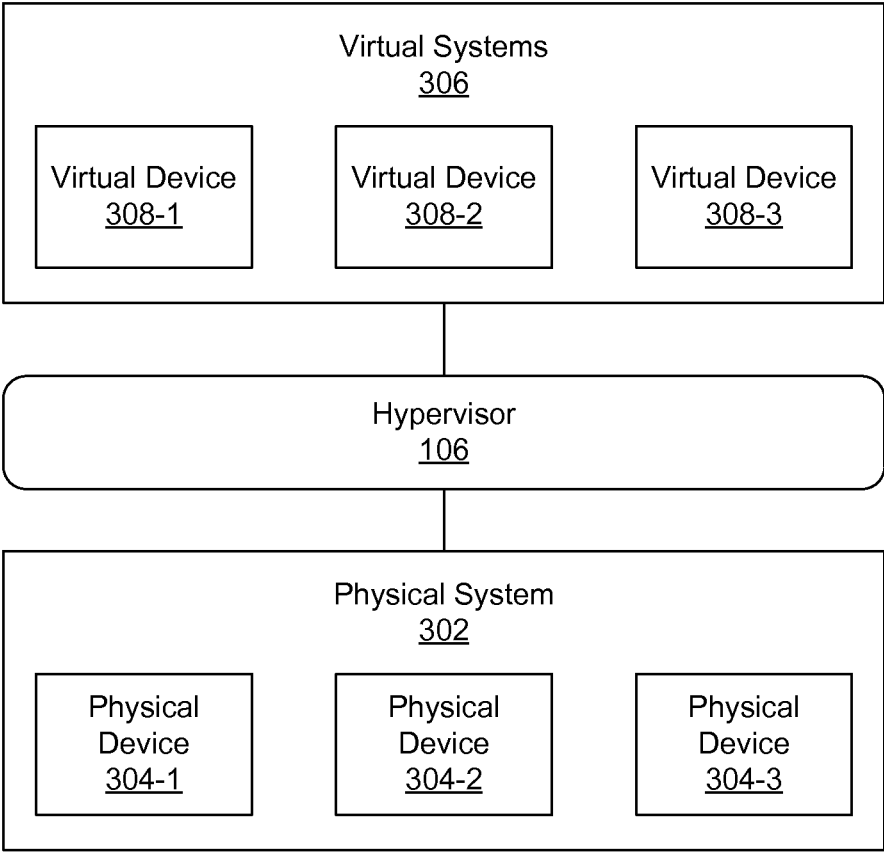 Virtual Systems
306
Virtual Device
308-1
Virtual Device
308-2
Virtual Device
308-3
Hypervisor
106
Physical System
302
Physical
Device
304-1
Physical
Device
304-2
Physical
Device
304-3